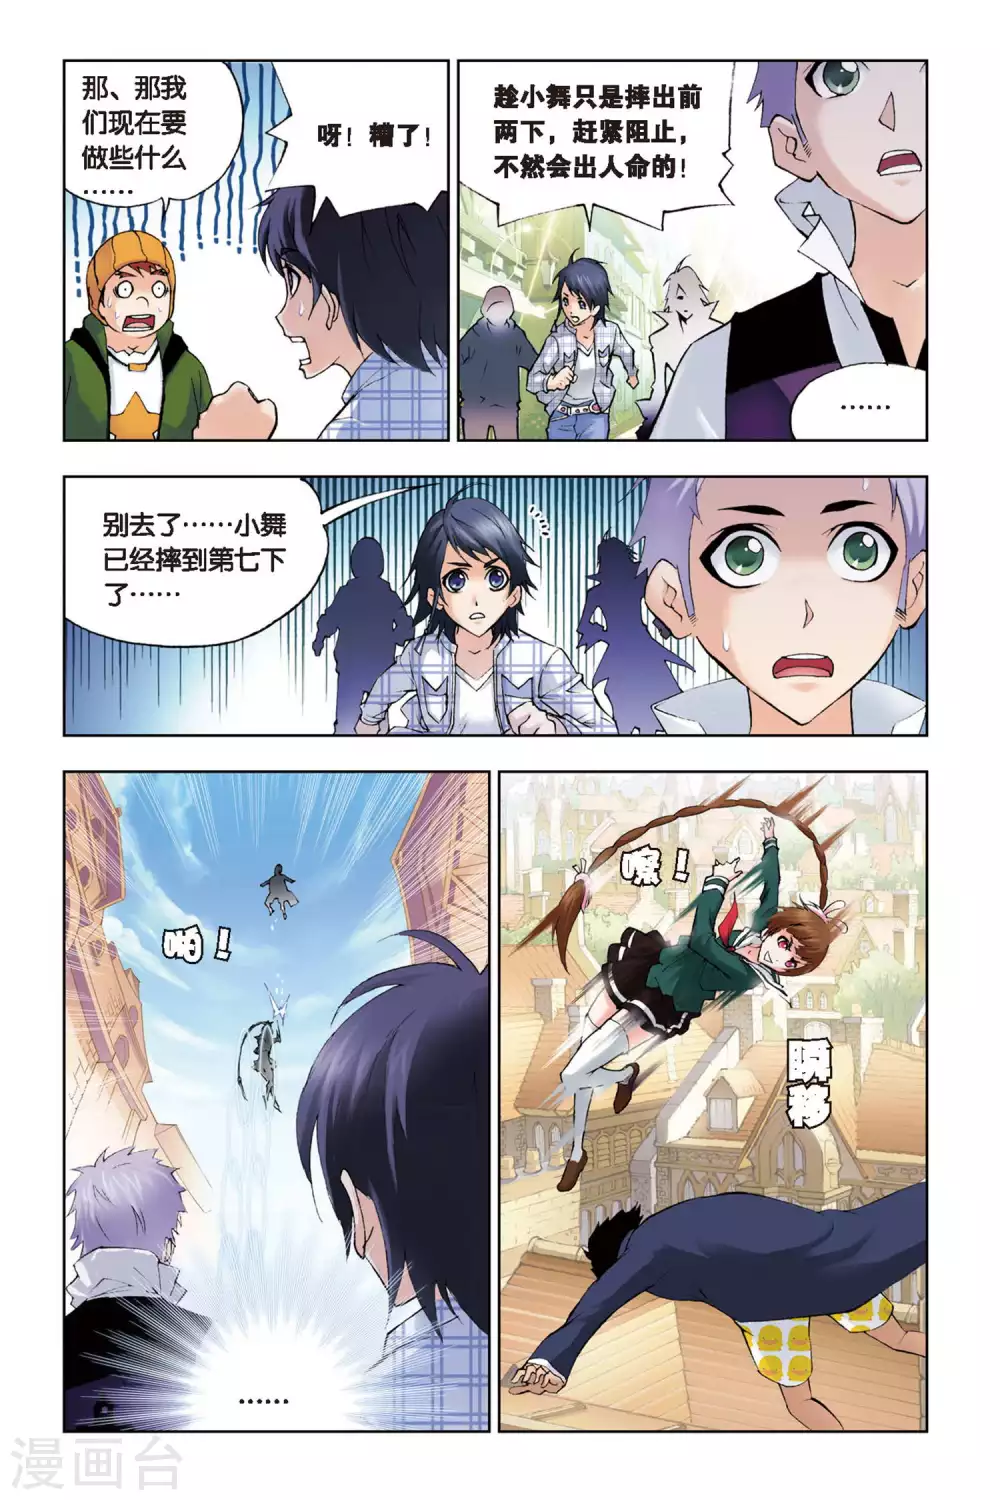 那、那我
们现在要
做些什么
……
呀！糟了！
趁小舞只是摔出前
两下，赶紧阻止，
不然会出人命的！
……
别去了……小舞
已经摔到第七下
了……
啪！
……
嘿！
瞬移
漫画台